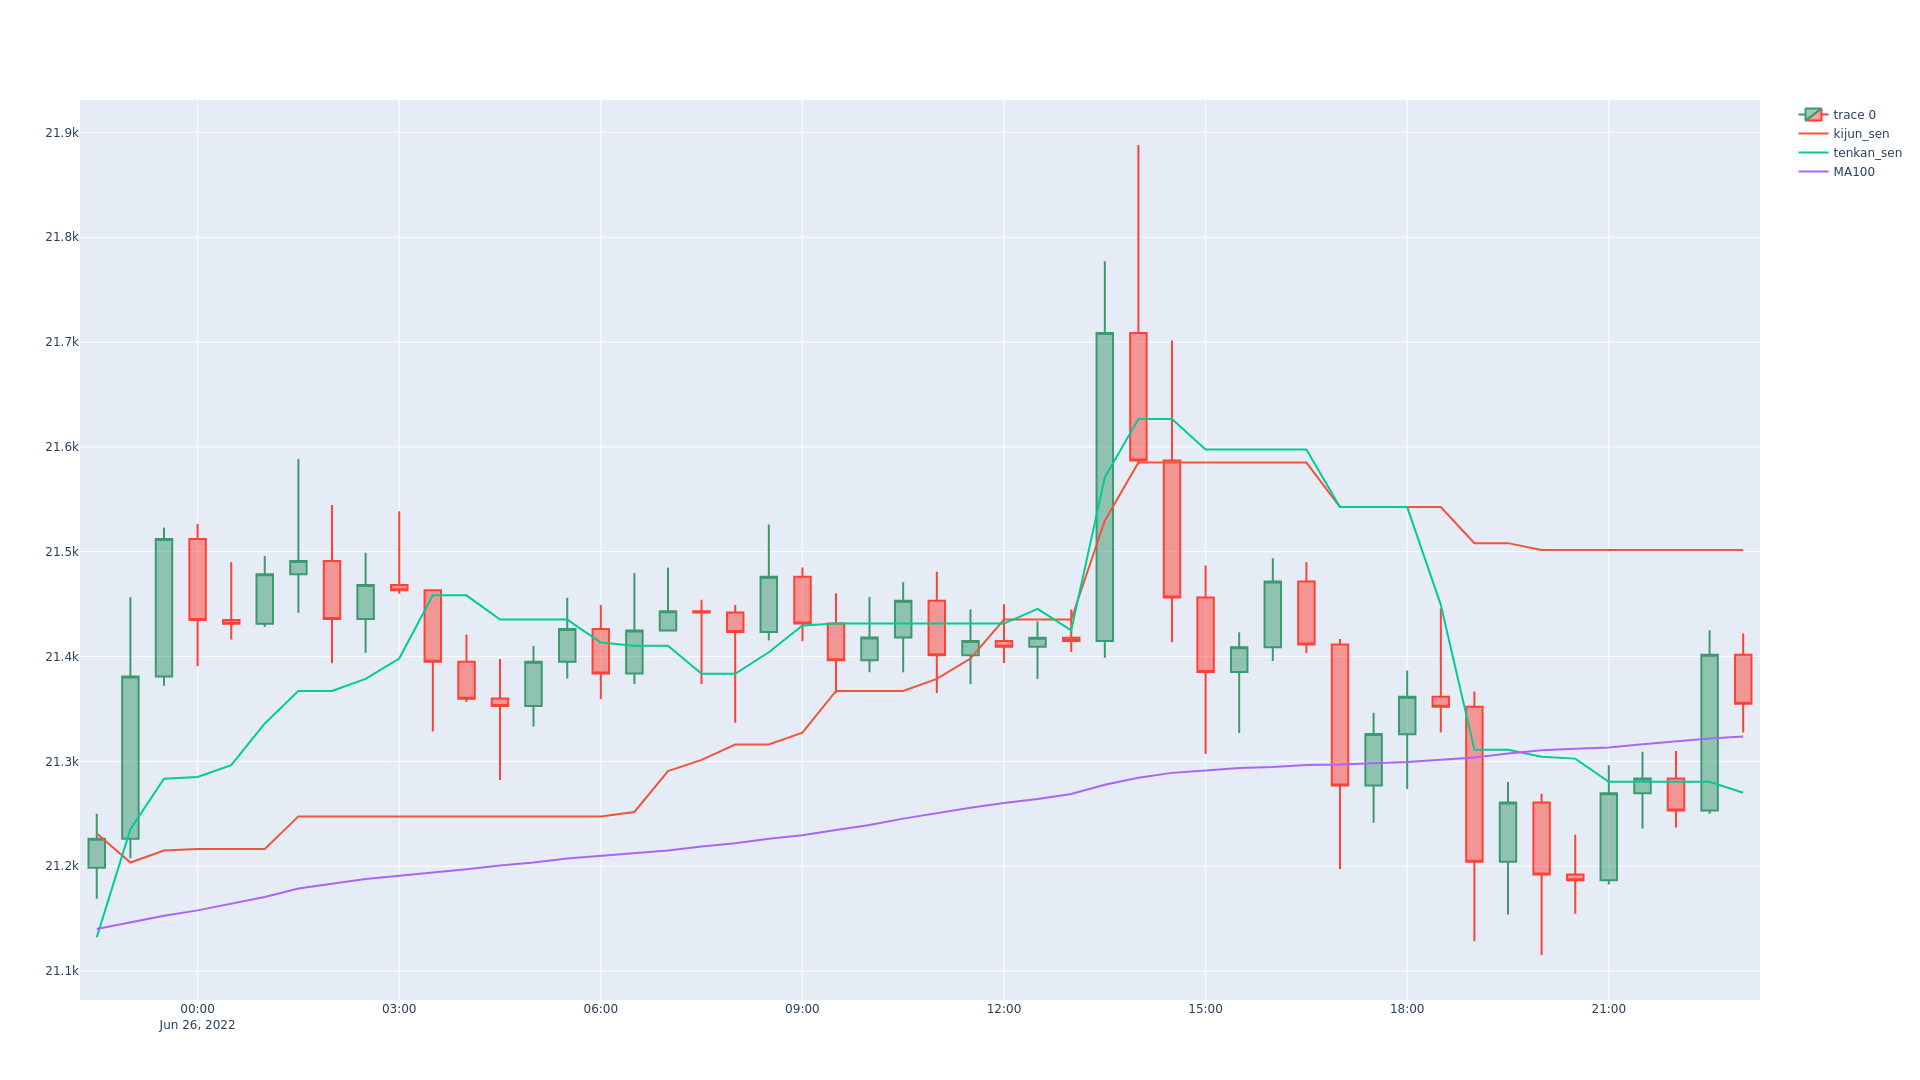 21.9k
21.8k
21.7k
21.6k
21.5k
21.4k
21.3k
21.2k
21.1k
00:00
Jun 26, 2022
03:00
06:00
09:00
12:00
15:00
18:00
21:00
trace 0
kijun_sen
tenkan_sen
MA100